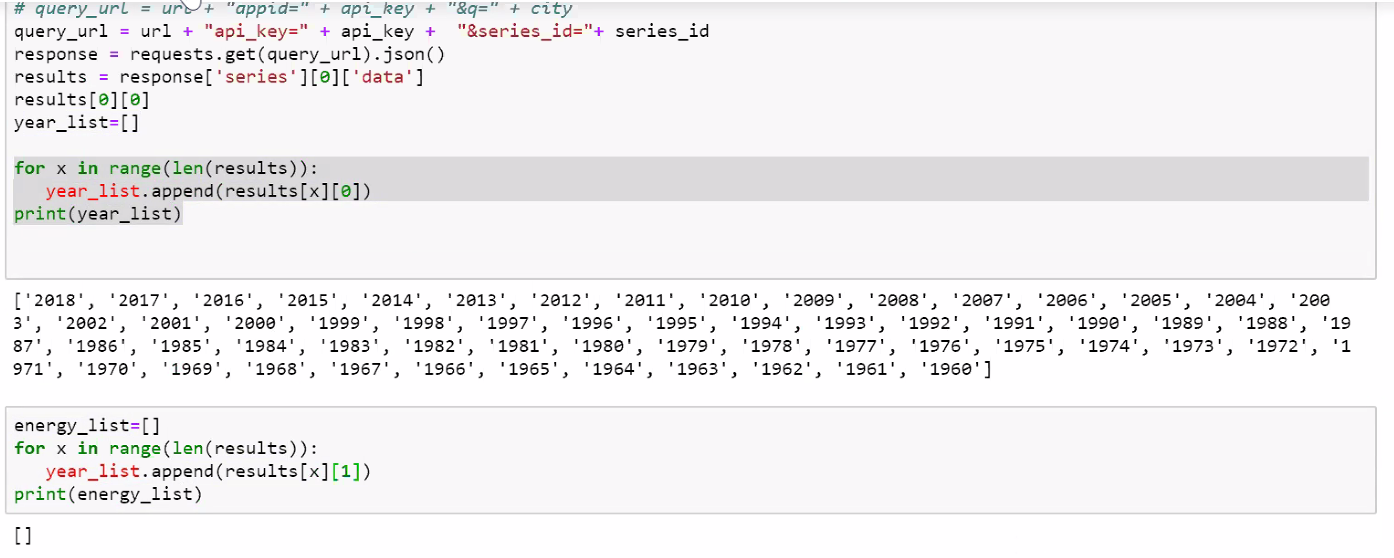 # query_url = url + "appid=" + api_key + "&q=" + city
query_url = url + "api_key=" + api_key +  "&series_id="+ series_id
response = requests.get(query_url).json()
results = response['series'][0]['data']
results[0][0]
year_list=[]
for x in range(len(results)):
   year_list.append(results[x][0])
print(year_list)
['2018', '2017', '2016', '2015', '2014', '2013', '2012', '2011', '2010', '2009', '2008', '2007', '2006', '2005', '2004', '200
3', '2002', '2001', '2000', '1999', '1998', '1997', '1996', '1995', '1994', '1993', '1992', '1991', '1990', '1989', '1988', '19
87', '1986', '1985', '1984', '1983', '1982', '1981', '1980', '1979', '1978', '1977', '1976', '1975', '1974', '1973', '1972', '1
971', '1970', '1969', '1968', '1967', '1966', '1965', '1964', '1963', '1962', '1961', '1960']
energy_list=[]
for x in range(len(results)):
   year_list.append(results[x][1])
print(energy_list)
[]